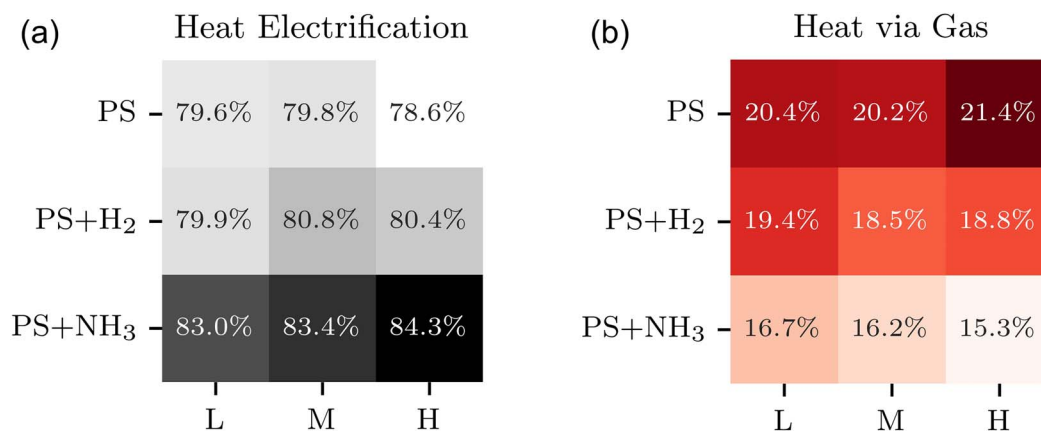 (a) Heat Electrification
PS 79.6% 79.8% 78.6%
PS+H₂ 79.9% 80.8% 80.4%
PS+NH₃ 83.0% 83.4% 84.3%
L M H
(b) Heat via Gas
PS 20.4% 20.2% 21.4%
PS+H₂ 19.4% 18.5% 18.8%
PS+NH₃ 16.7% 16.2% 15.3%
L M H